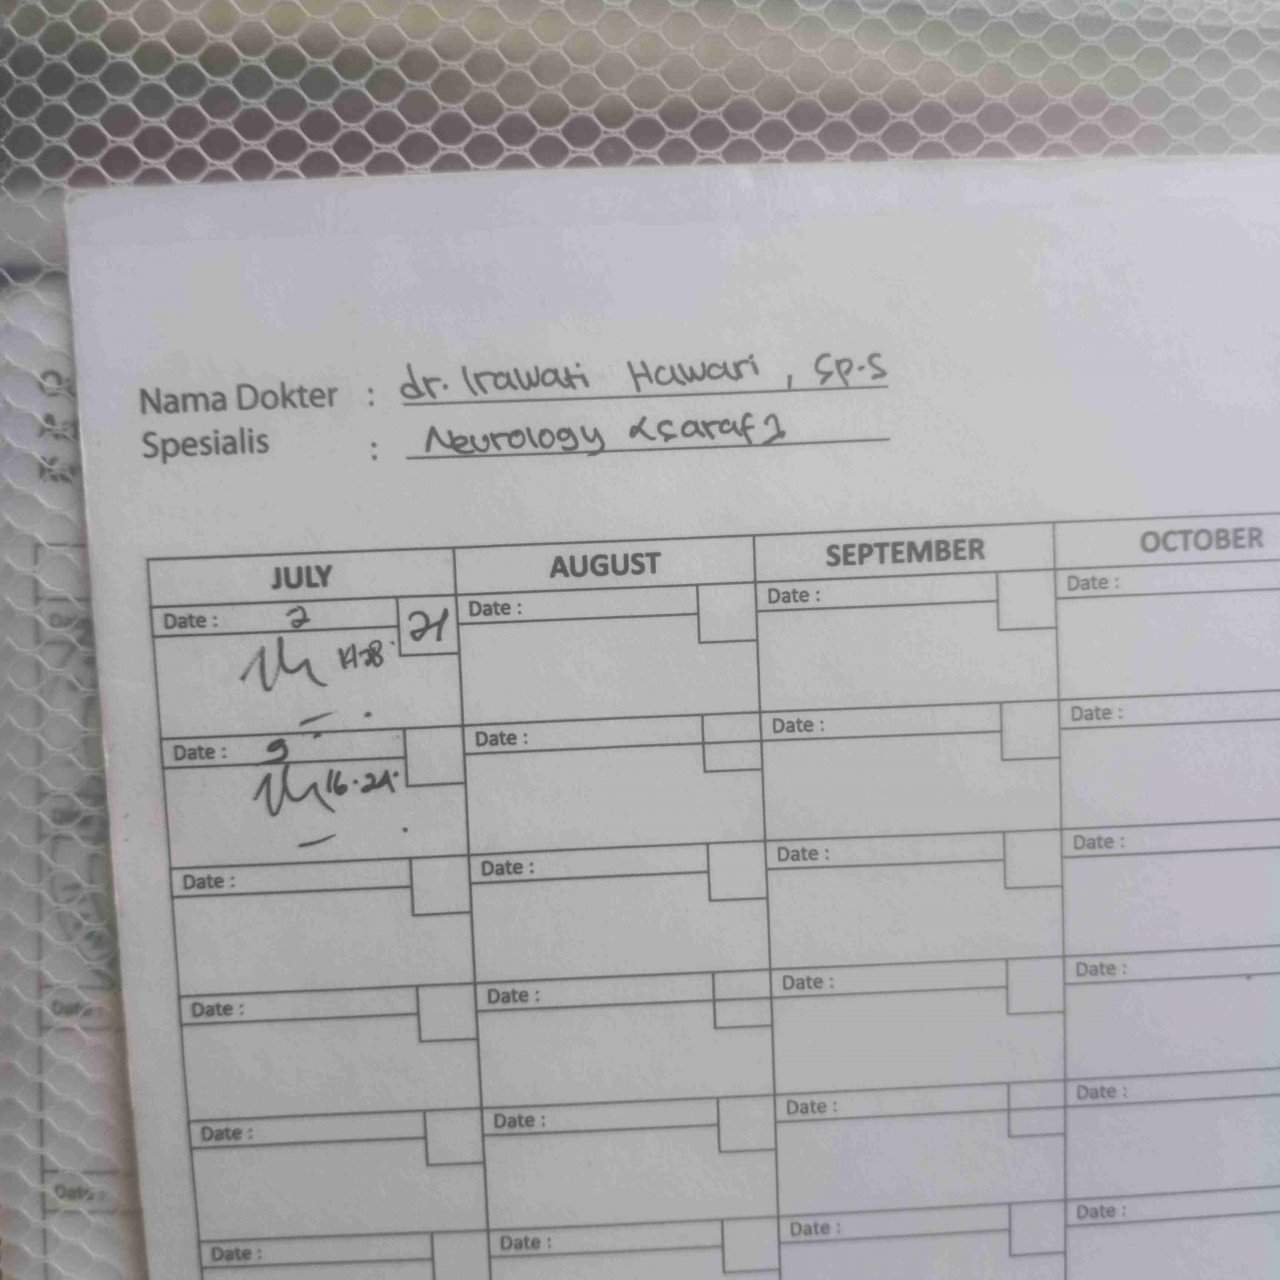 Nama Dokter : dr. Irawati Hawari, Sp.S
Spesialis : Neurology (Saraf)
JULY AUGUST SEPTEMBER OCTOBER
Date : 2 21 Date : Date : Date :
Date : 9 Date : Date : Date :
16.24
Date : Date : Date : Date :
Date : Date : Date : Date :
Date : Date : Date : Date :
Date : Date : Date : Date :